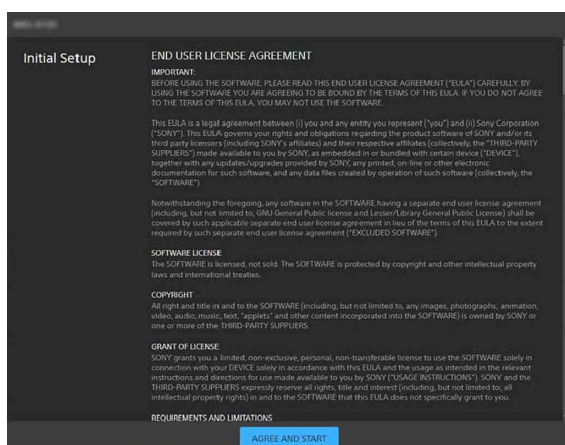 Initial Setup
END USER LICENSE AGREEMENT
IMPORTANT:
BEFORE USING THE SOFTWARE, PLEASE READ THIS END USER LICENSE AGREEMENT ("EULA") CAREFULLY. BY
USING THE SOFTWARE YOU ARE AGREEING TO BE BOUND BY THE TERMS OF THIS EULA. IF YOU DO NOT AGREE
TO THE TERMS OF THIS EULA, YOU MAY NOT USE THE SOFTWARE.
This EULA is a legal agreement between (i) you and any entity you represent ("you") and (ii) Sony Corporation
("SONY"). This EULA governs your rights and obligations regarding the product software of SONY and/or its
third party licensors (including SONY's affiliates) and their respective affiliates (collectively, the "THIRD-PARTY
SUPPLIERS") made available to you by SONY, as embedded in or bundled with certain device ("DEVICE"),
together with any updates/upgrades provided by SONY, any printed, on-line or other electronic
documentation for such software, and any data files created by operation of such software (collectively, the
"SOFTWARE").
Notwithstanding the foregoing, any software in the SOFTWARE having a separate end user license agreement
(including, but not limited to, GNU General Public license and Lesser/Library General Public License) shall be
covered by such applicable separate end user license agreement in lieu of the terms of this EULA to the extent
required by such separate end user license agreement ("EXCLUDED SOFTWARE").
SOFTWARE LICENSE
The SOFTWARE is licensed, not sold. The SOFTWARE is protected by copyright and other intellectual property
laws and international treaties.
COPYRIGHT
All right and title in and to the SOFTWARE (including, but not limited to, any images, photographs, animation,
video, audio, music, text, "applets" and other content incorporated into the SOFTWARE) is owned by SONY or
one or more of the THIRD-PARTY SUPPLIERS.
GRANT OF LICENSE
SONY grants you a limited, non-exclusive, personal, non-transferable license to use the SOFTWARE solely in
connection with your DEVICE solely in accordance with this EULA and the usage as intended in the relevant
instructions and directions for use made available to you by SONY ("USAGE INSTRUCTIONS"). SONY and the
THIRD-PARTY SUPPLIERS expressly reserve all rights, title and interest (including, but not limited to, all
intellectual property rights) in and to the SOFTWARE that this EULA does not specifically grant to you.
REQUIREMENTS AND LIMITATIONS
AGREE AND START